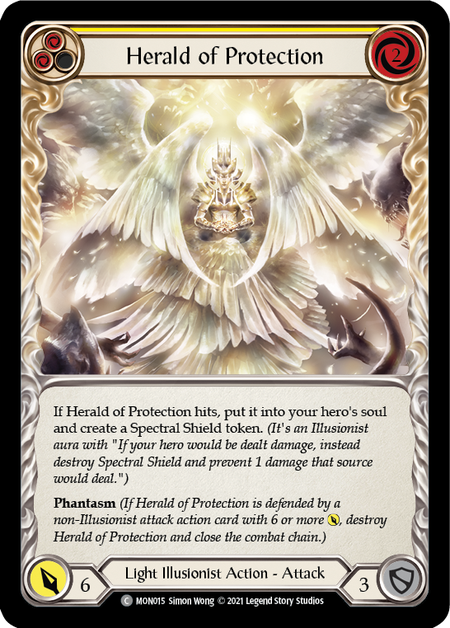 Herald of Protection
2
If Herald of Protection hits, put it into your hero's soul
and create a Spectral Shield token. (It's an Illusionist
aura with "If your hero would be dealt damage, instead
destroy Spectral Shield and prevent 1 damage that source
would deal.")
Phantasm (If Herald of Protection is defended by a
non-Illusionist attack action card with 6 or more , destroy
Herald of Protection and close the combat chain.)
6
Light Illusionist Action - Attack
3
C MON015 Simon Wong © 2021 Legend Story Studios